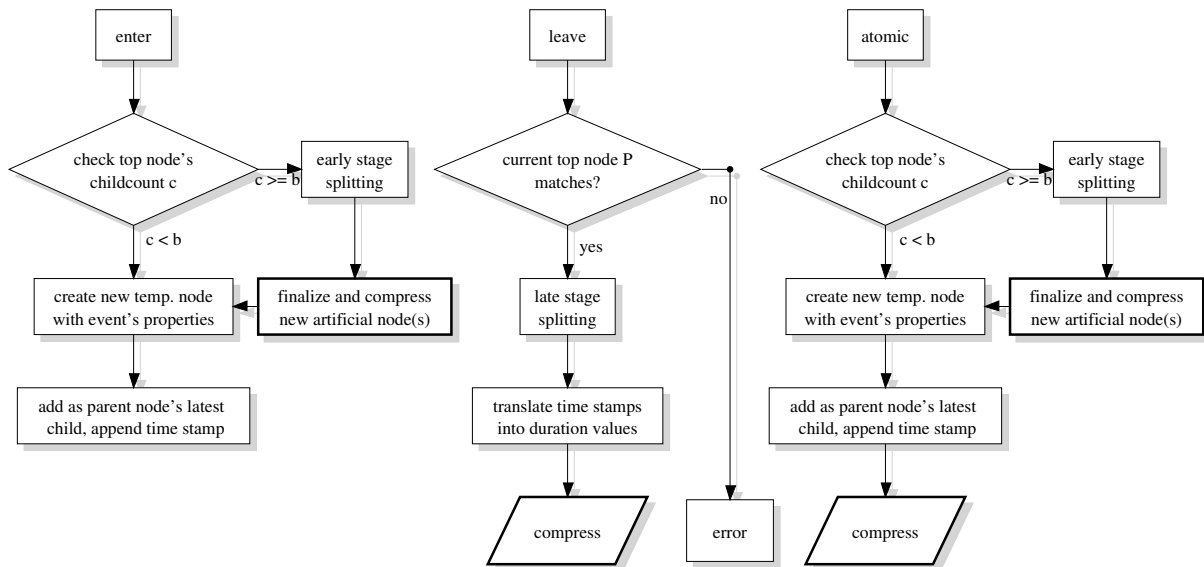 enter
check top node's
childcount c
c >= b
early stage
splitting
c < b
create new temp. node
with event's properties
finalize and compress
new artificial node(s)
add as parent node's latest
child, append time stamp
leave
current top node P
matches?
no
yes
late stage
splitting
translate time stamps
into duration values
compress
error
atomic
check top node's
childcount c
c >= b
early stage
splitting
c < b
create new temp. node
with event's properties
finalize and compress
new artificial node(s)
add as parent node's latest
child, append time stamp
compress